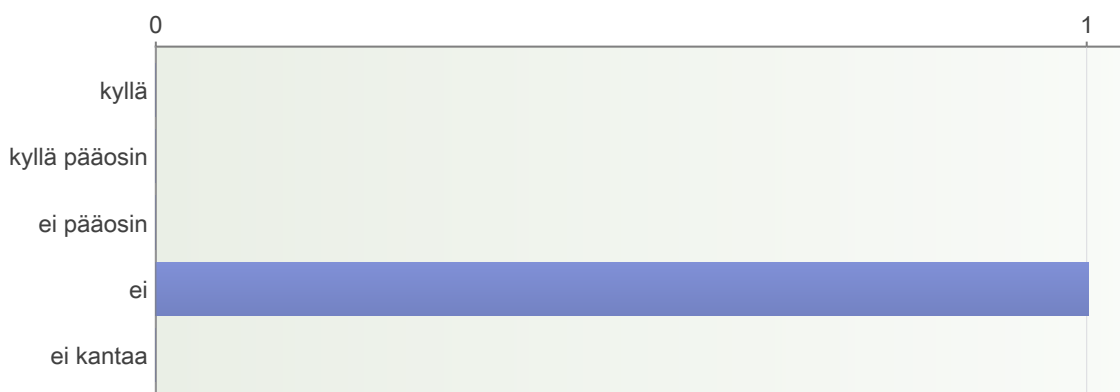 0 1
kyllä
kyllä pääosin
ei pääosin
ei
ei kantaa